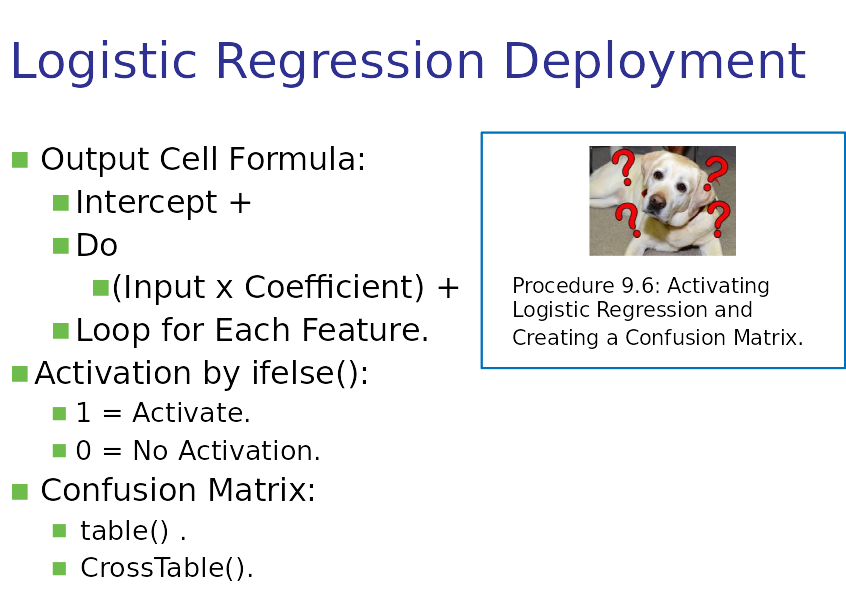 Logistic Regression Deployment
Output Cell Formula:
Intercept +
Do
(Input x Coefficient) +
Loop for Each Feature.
Activation by ifelse():
1 = Activate.
0 = No Activation.
Confusion Matrix:
table() .
CrossTable().
? ? ? ?
Procedure 9.6: Activating
Logistic Regression and
Creating a Confusion Matrix.